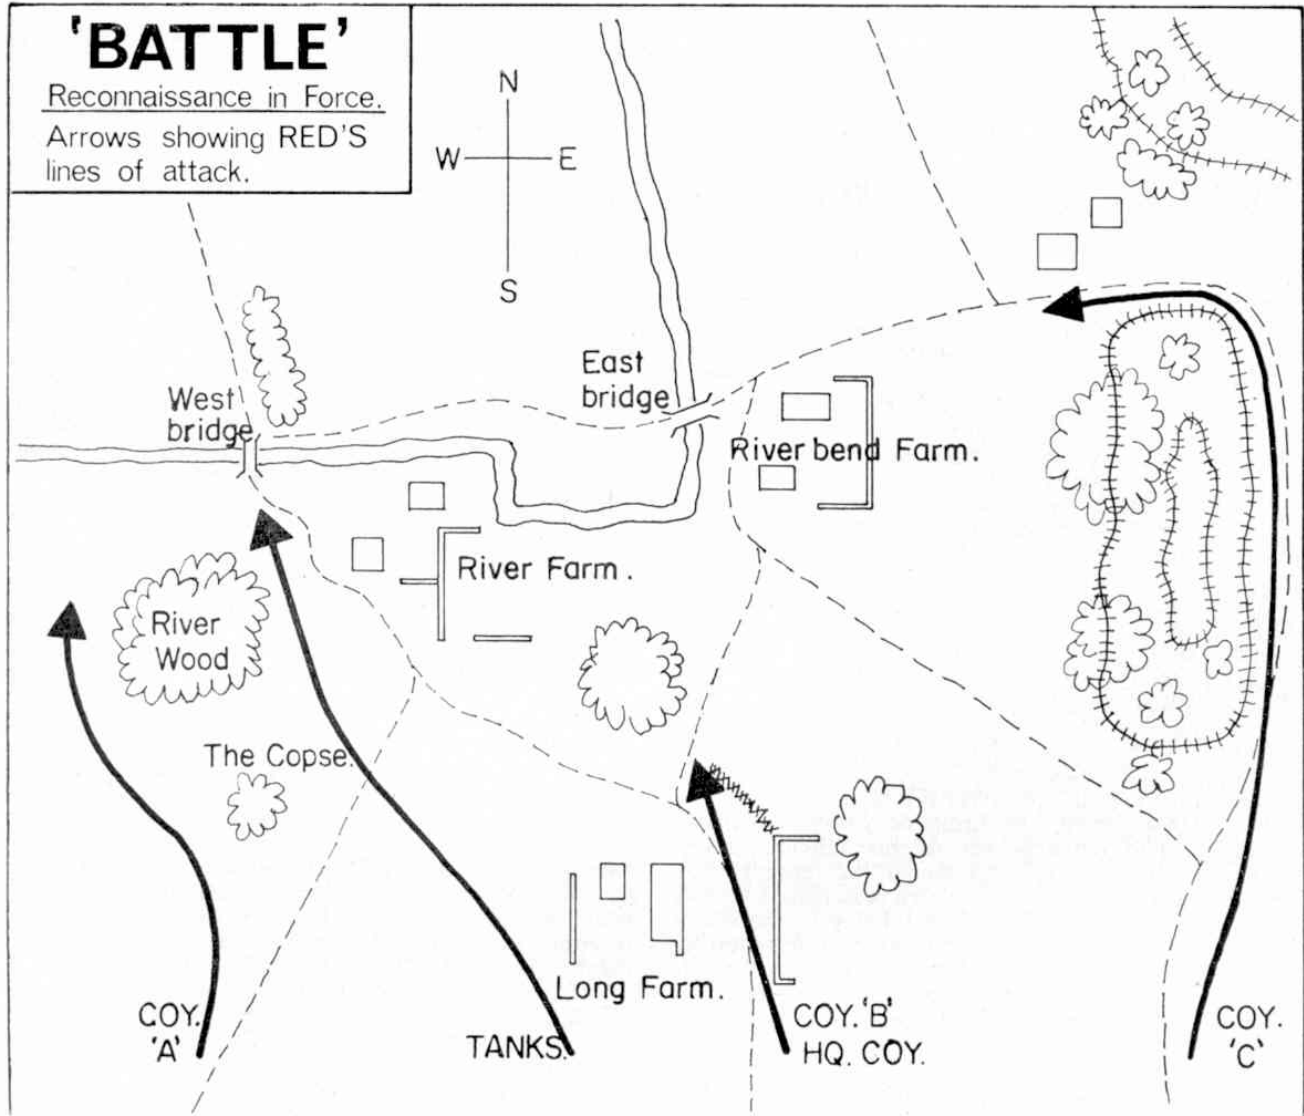 'BATTLE'
Reconnaissance in Force.
Arrows showing RED'S
lines of attack.
N
W
E
S
East
bridge
West
bridge
River bend Farm.
River Farm.
River
Wood
The Copse.
Long Farm.
COY.
'A'
TANKS.
COY. 'B'
HQ. COY.
COY.
'C'